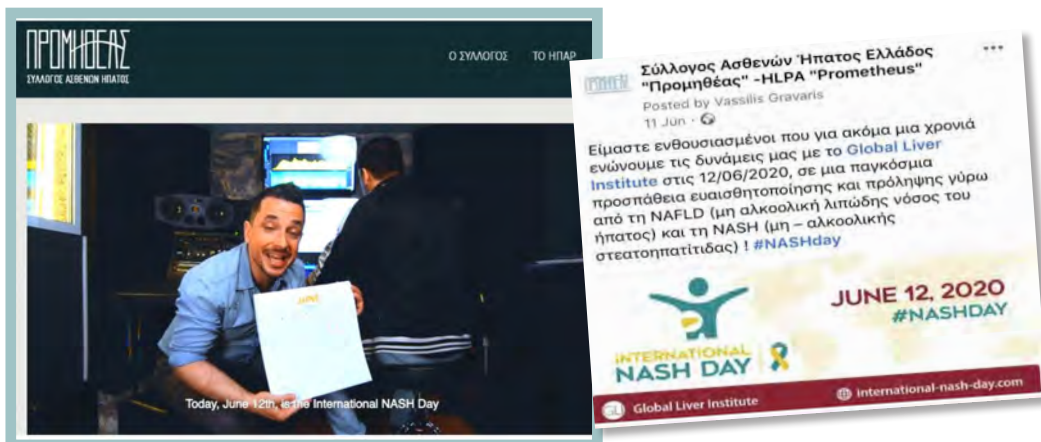 ΠΡΟΜΗΘΕΑΣ
ΣΥΛΛΟΓΟΣ ΑΣΘΕΝΩΝ ΗΠΑΤΟΣ
Ο ΣΥΛΛΟΓΟΣ ΤΟ ΗΠΑΡ
JUNE
Today, June 12th, is the International NASH Day
Σύλλογος Ασθενών Ήπατος Ελλάδος
"Προμηθέας" -HLPA "Prometheus"
Posted by Vassilis Gravaris
11 Jun ·
Είμαστε ενθουσιασμένοι που για ακόμα μια χρονιά
ενώνουμε τις δυνάμεις μας με το Global Liver
Institute στις 12/06/2020, σε μια παγκόσμια
προσπάθεια ευαισθητοποίησης και πρόληψης γύρω
από τη NAFLD (μη αλκοολική λιπώδης νόσος του
ήπατος) και τη NASH (μη – αλκοολικής
στεατοηπατίτιδας) ! #NASHday
INTERNATIONAL
NASH DAY
JUNE 12, 2020
#NASHDAY
GL Global Liver Institute
international-nash-day.com